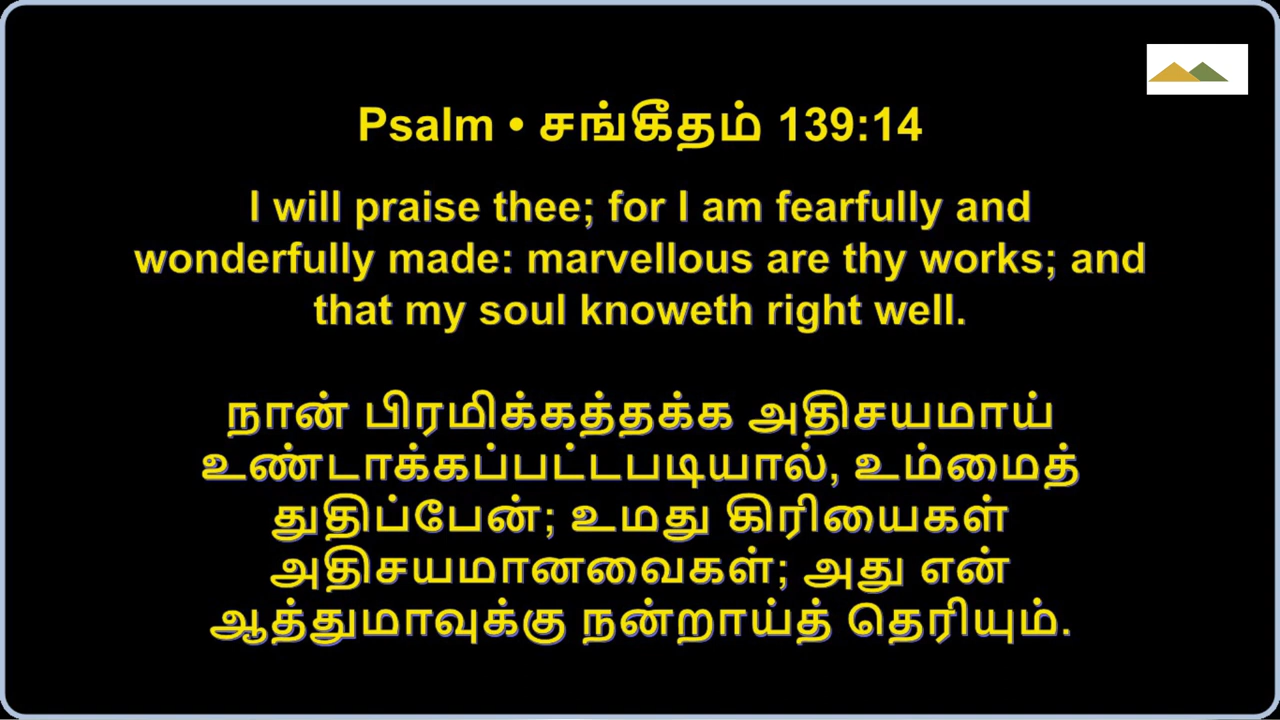 Psalm • சங்கீதம் 139:14
I will praise thee; for I am fearfully and
wonderfully made: marvellous are thy works; and
that my soul knoweth right well.
நான் பிரமிக்கத்தக்க அதிசயமாய்
உண்டாக்கப்பட்டபடியால், உம்மைத்
துதிப்பேன்; உமது கிரியைகள்
அதிசயமானவைகள்; அது என்
ஆத்துமாவுக்கு நன்றாய்த் தெரியும்.